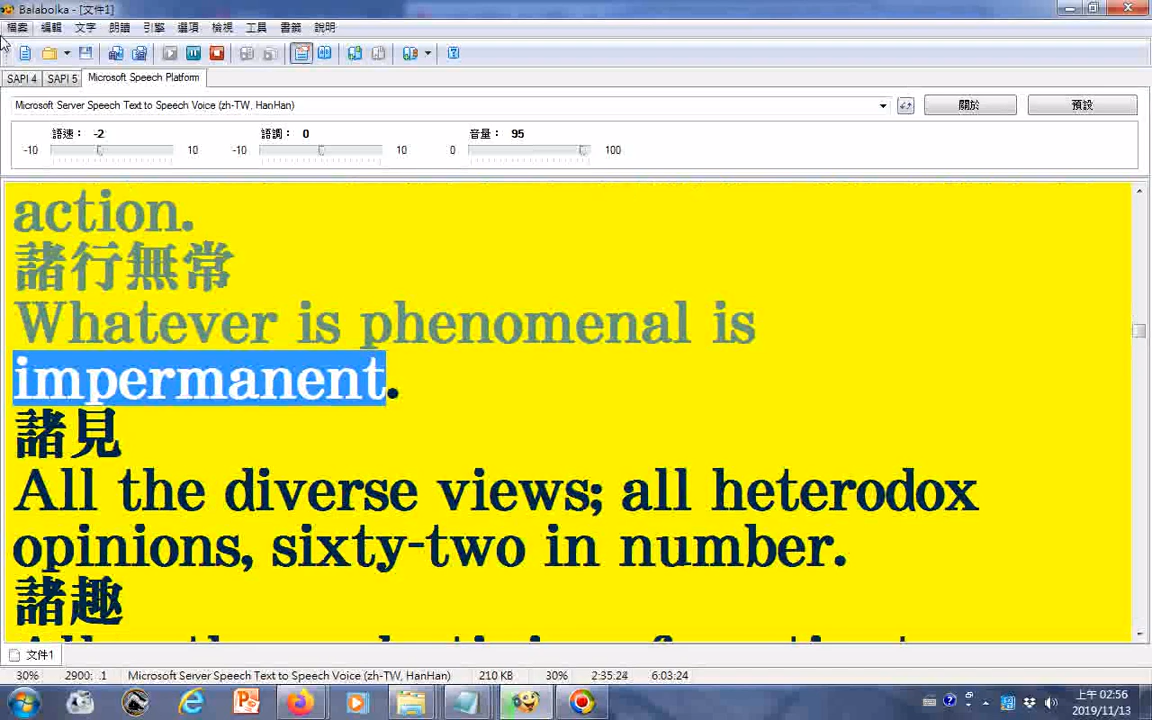 Balabolka - [文件1]
檔案 編輯 文字 朗讀 引擎 選項 檢視 工具 書籤 說明
SAPI 4 SAPI 5 Microsoft Speech Platform
Microsoft Server Speech Text to Speech Voice (zh-TW, HanHan) 關於 預設
語速： -2 語調： 0 音量： 95
-10 10 -10 10 0 100
action.
諸行無常
Whatever is phenomenal is
impermanent.
諸見
All the diverse views; all heterodox
opinions, sixty-two in number.
諸趣
文件1
30% 2900: .1 Microsoft Server Speech Text to Speech Voice (zh-TW, HanHan) 210 KB 30% 2:35:24 6:03:24
上午 02:56
2019/11/13